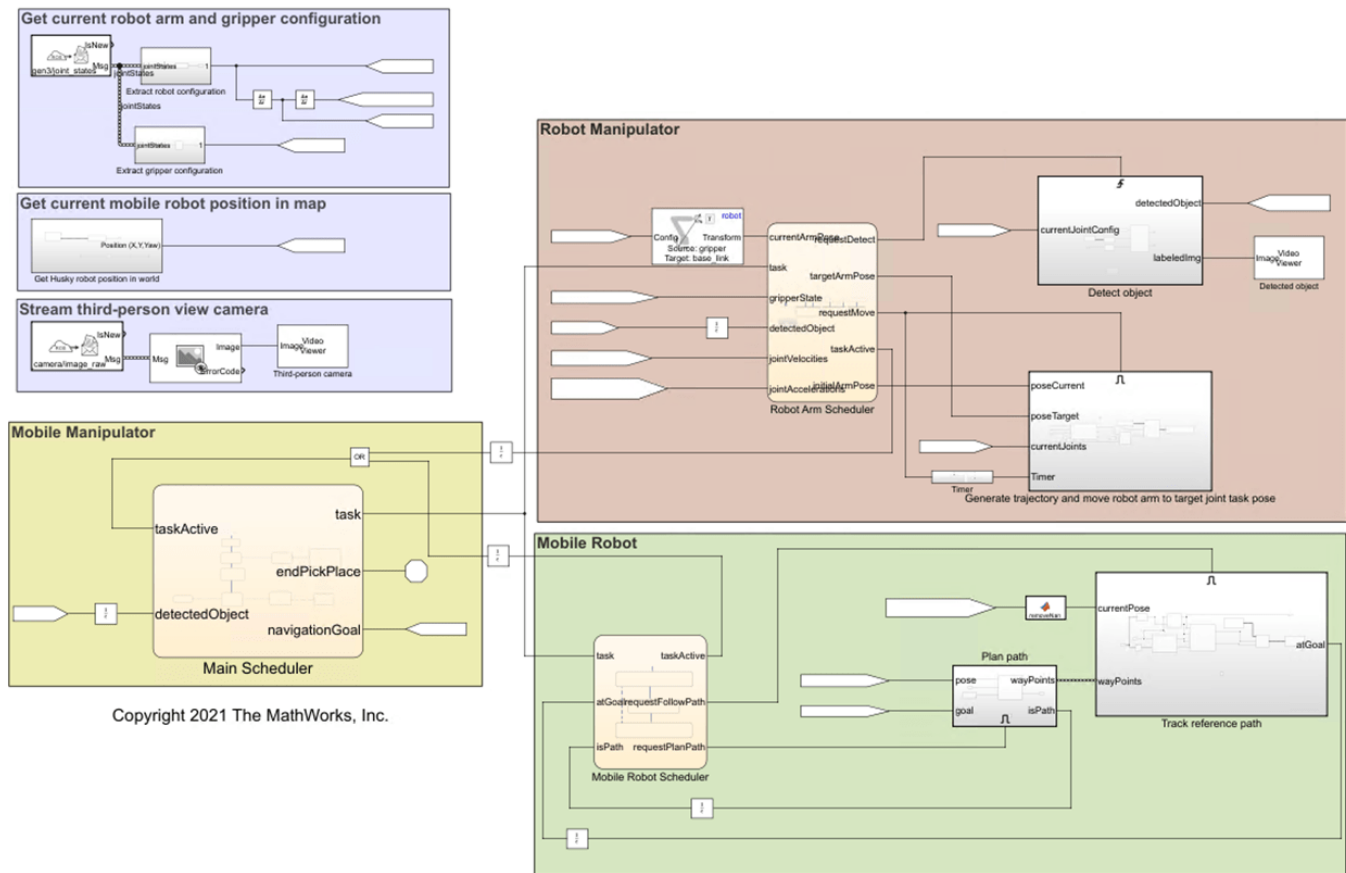 Get current robot arm and gripper configuration
IsNew
Msg
gen3/joint_states
jointStates
jointStates
jointStates
1
Extract robot configuration
jointStates
1
Extract gripper configuration
Get current mobile robot position in map
Position (X,Y,Yaw)
Get Husky robot position in world
Stream third-person view camera
IsNew
Msg
camera/image_raw
Msg
Image
ErrorCode
Image
Video
Viewer
Third-person camera
Mobile Manipulator
OR
taskActive
task
endPickPlace
detectedObject
navigationGoal
Main Scheduler
Copyright 2021 The MathWorks, Inc.
Robot Manipulator
robot
Config
Transform
Source: gripper
Target: base_link
currentArmPose
requestDetect
task
targetArmPose
gripperState
requestMove
detectedObject
taskActive
jointVelocities
jointAccelerations
initialArmPose
Robot Arm Scheduler
detectedObject
currentJointConfig
labeledImg
Detect object
Image
Video
Viewer
Detected object
poseCurrent
poseTarget
currentJoints
Timer
Timer
Generate trajectory and move robot arm to target joint task pose
Mobile Robot
task
taskActive
atGoal
requestFollowPath
isPath
requestPlanPath
Mobile Robot Scheduler
removeNan
Plan path
pose
wayPoints
goal
isPath
currentPose
atGoal
wayPoints
Track reference path